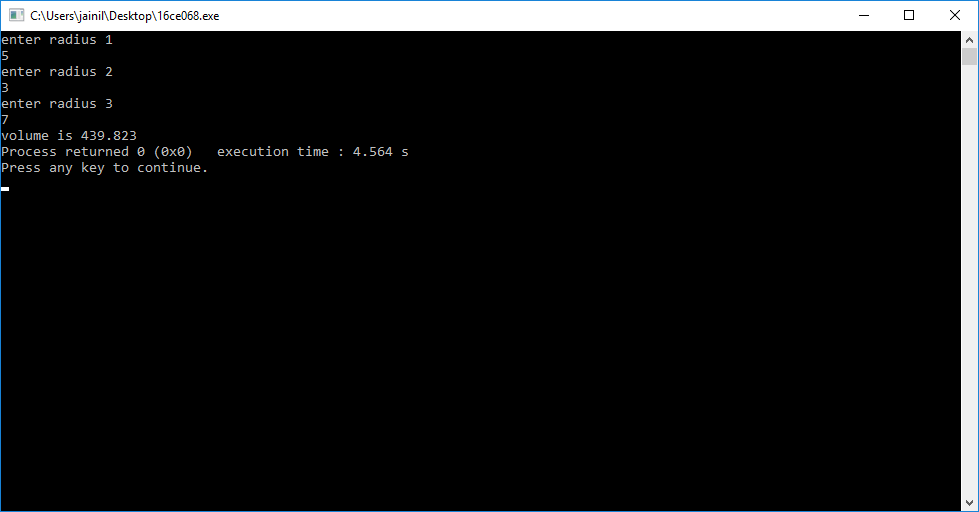 C:\Users\jainil\Desktop\16ce068.exe
enter radius 1
5
enter radius 2
3
enter radius 3
7
volume is 439.823
Process returned 0 (0x0)   execution time : 4.564 s
Press any key to continue.